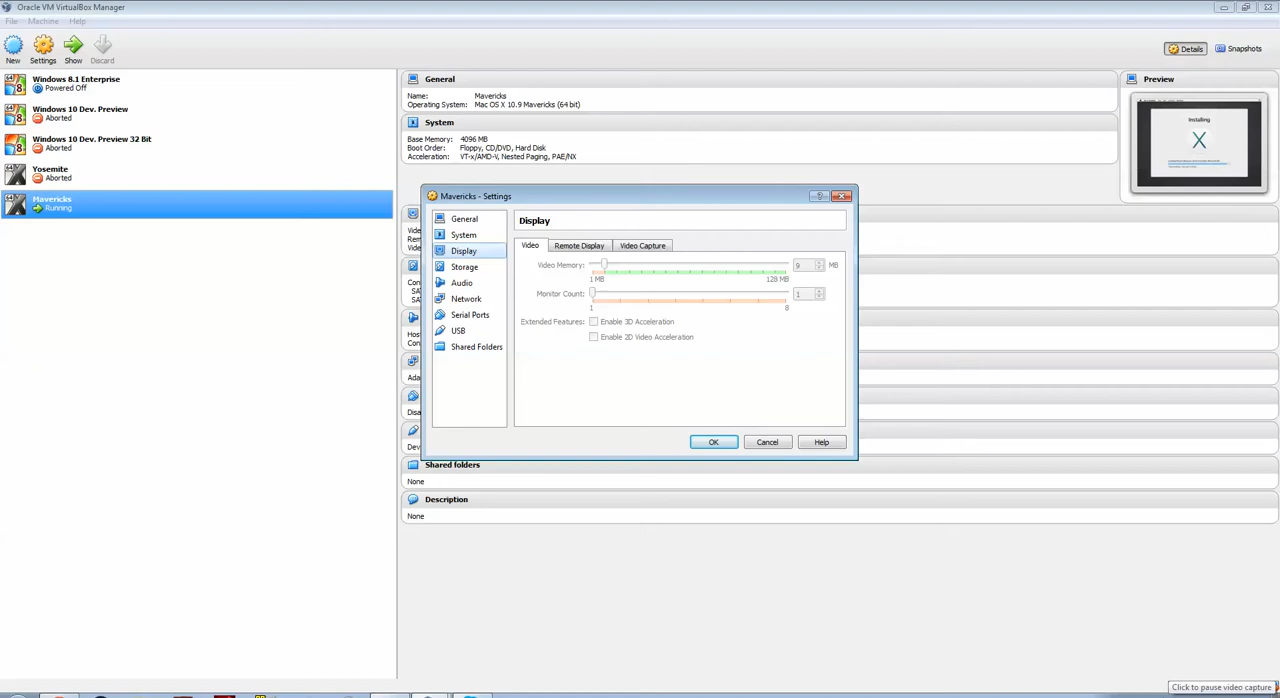 Oracle VM VirtualBox Manager
File Machine Help
New Settings Show Discard
Details Snapshots
Windows 8.1 Enterprise
Powered Off
Windows 10 Dev. Preview
Aborted
Windows 10 Dev. Preview 32 Bit
Aborted
Yosemite
Aborted
Mavericks
Running
General
Name: Mavericks
Operating System: Mac OS X 10.9 Mavericks (64 bit)
System
Base Memory: 4096 MB
Boot Order: Floppy, CD/DVD, Hard Disk
Acceleration: VT-x/AMD-V, Nested Paging, PAE/NX
Preview
Installing
Mavericks - Settings
General
System
Display
Storage
Audio
Network
Serial Ports
USB
Shared Folders
Display
Video Remote Display Video Capture
Video Memory: 9 MB
1 MB 128 MB
Monitor Count: 1
1 8
Extended Features: Enable 3D Acceleration
Enable 2D Video Acceleration
OK Cancel Help
Shared folders
None
Description
None
Click to pause video capture